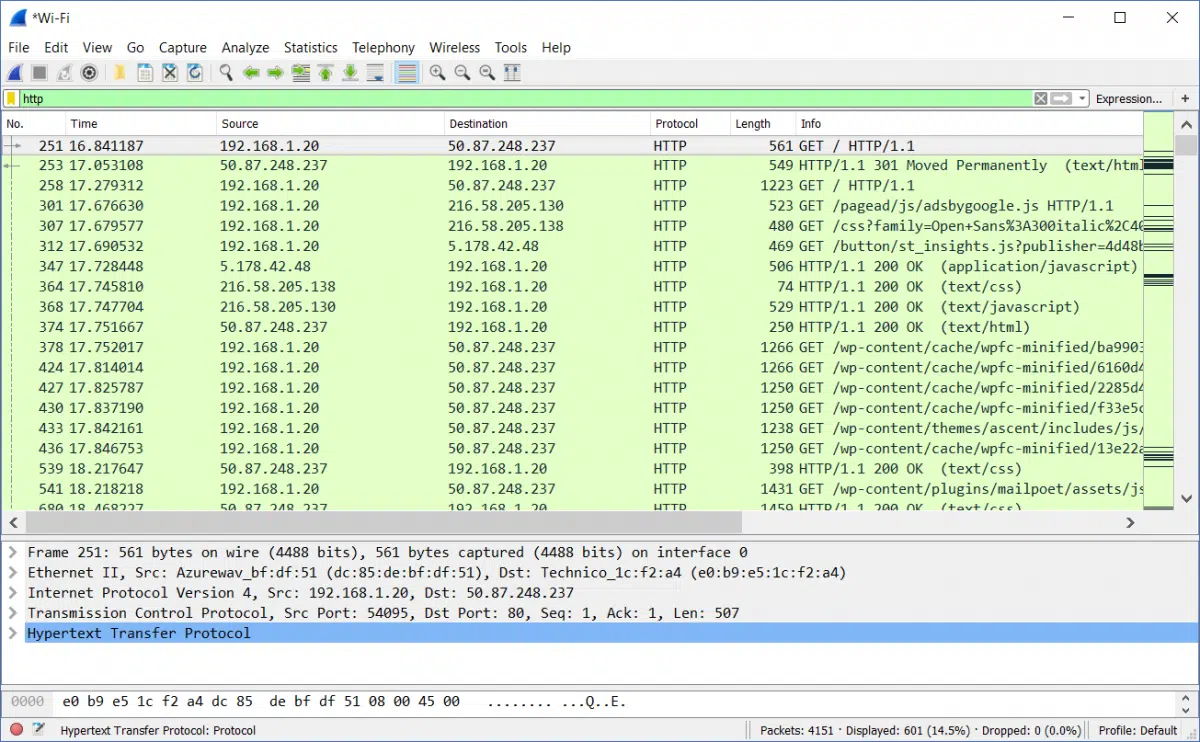 *Wi-Fi
File Edit View Go Capture Analyze Statistics Telephony Wireless Tools Help
http Expression... +
No. Time Source Destination Protocol Length Info
251 16.841187 192.168.1.20 50.87.248.237 HTTP 561 GET / HTTP/1.1
253 17.053108 50.87.248.237 192.168.1.20 HTTP 549 HTTP/1.1 301 Moved Permanently (text/html
258 17.279312 192.168.1.20 50.87.248.237 HTTP 1223 GET / HTTP/1.1
301 17.676630 192.168.1.20 216.58.205.130 HTTP 523 GET /pagead/js/adsbygoogle.js HTTP/1.1
307 17.679577 192.168.1.20 216.58.205.138 HTTP 480 GET /css?family=Open+Sans%3A300italic%2C40
312 17.690532 192.168.1.20 5.178.42.48 HTTP 469 GET /button/st_insights.js?publisher=4d48b
347 17.728448 5.178.42.48 192.168.1.20 HTTP 506 HTTP/1.1 200 OK (application/javascript)
364 17.745810 216.58.205.138 192.168.1.20 HTTP 74 HTTP/1.1 200 OK (text/css)
368 17.747704 216.58.205.130 192.168.1.20 HTTP 529 HTTP/1.1 200 OK (text/javascript)
374 17.751667 50.87.248.237 192.168.1.20 HTTP 250 HTTP/1.1 200 OK (text/html)
378 17.752017 192.168.1.20 50.87.248.237 HTTP 1266 GET /wp-content/cache/wpfc-minified/ba9903
424 17.814014 192.168.1.20 50.87.248.237 HTTP 1266 GET /wp-content/cache/wpfc-minified/6160d4
427 17.825787 192.168.1.20 50.87.248.237 HTTP 1250 GET /wp-content/cache/wpfc-minified/2285d4
430 17.837190 192.168.1.20 50.87.248.237 HTTP 1250 GET /wp-content/cache/wpfc-minified/f33e5c
433 17.842161 192.168.1.20 50.87.248.237 HTTP 1238 GET /wp-content/themes/ascent/includes/js/
436 17.846753 192.168.1.20 50.87.248.237 HTTP 1250 GET /wp-content/cache/wpfc-minified/13e22a
539 18.217647 50.87.248.237 192.168.1.20 HTTP 398 HTTP/1.1 200 OK (text/css)
541 18.218218 192.168.1.20 50.87.248.237 HTTP 1431 GET /wp-content/plugins/mailpoet/assets/js
680 18.468227 50.87.248.237 192.168.1.20 HTTP 1459 HTTP/1.1 200 OK (text/css)
Frame 251: 561 bytes on wire (4488 bits), 561 bytes captured (4488 bits) on interface 0
Ethernet II, Src: Azurewav_bf:df:51 (dc:85:de:bf:df:51), Dst: Technico_1c:f2:a4 (e0:b9:e5:1c:f2:a4)
Internet Protocol Version 4, Src: 192.168.1.20, Dst: 50.87.248.237
Transmission Control Protocol, Src Port: 54095, Dst Port: 80, Seq: 1, Ack: 1, Len: 507
Hypertext Transfer Protocol
0000 e0 b9 e5 1c f2 a4 dc 85 de bf df 51 08 00 45 00 ........ ...Q..E.
Hypertext Transfer Protocol: Protocol Packets: 4151 · Displayed: 601 (14.5%) · Dropped: 0 (0.0%) Profile: Default